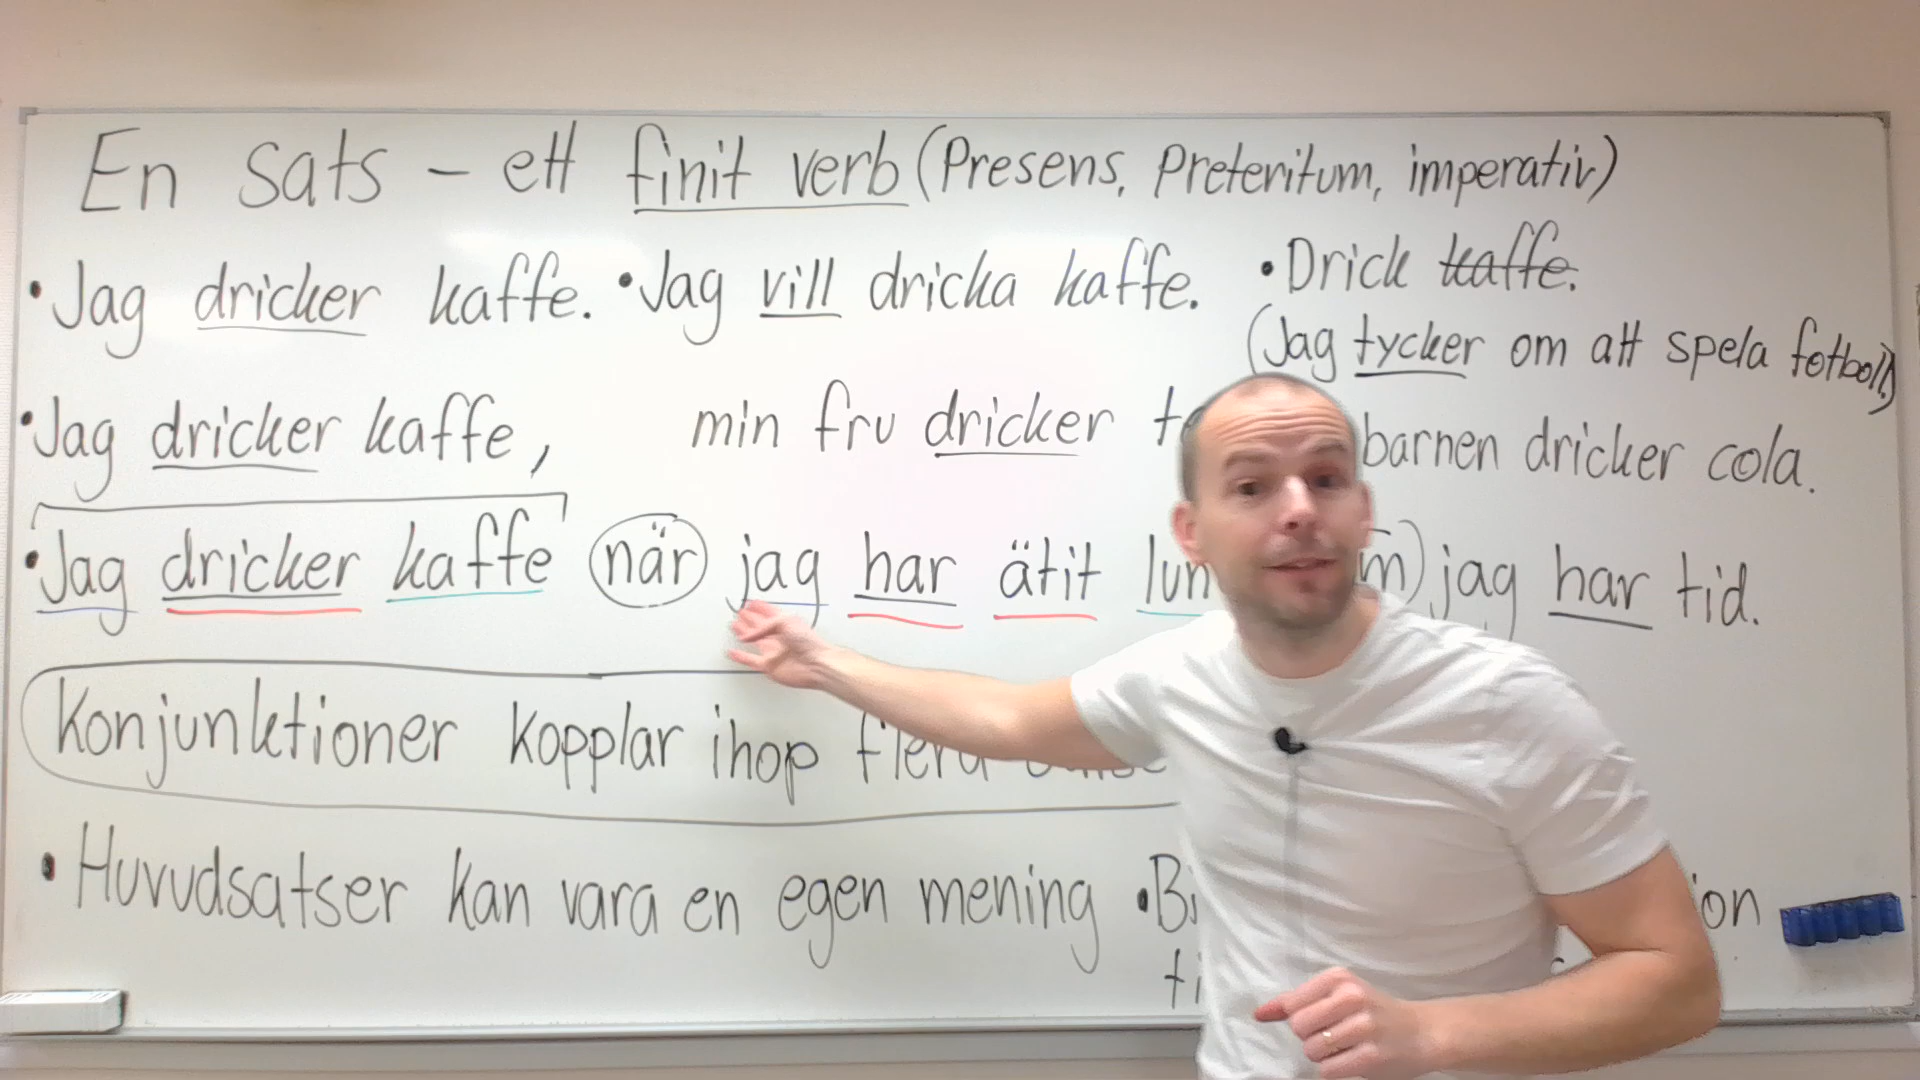 En sats – ett finit verb (Presens, Preteritum, imperativ)
• Jag dricker kaffe. • Jag vill dricka kaffe. • Drick kaffe.
(Jag tycker om att spela fotboll.)
• Jag dricker kaffe, min fru dricker barnen dricker cola.
• Jag dricker kaffe när jag har ätit jag har tid.
Konjunktioner kopplar ihop flera
• Huvudsatser kan vara en egen mening •